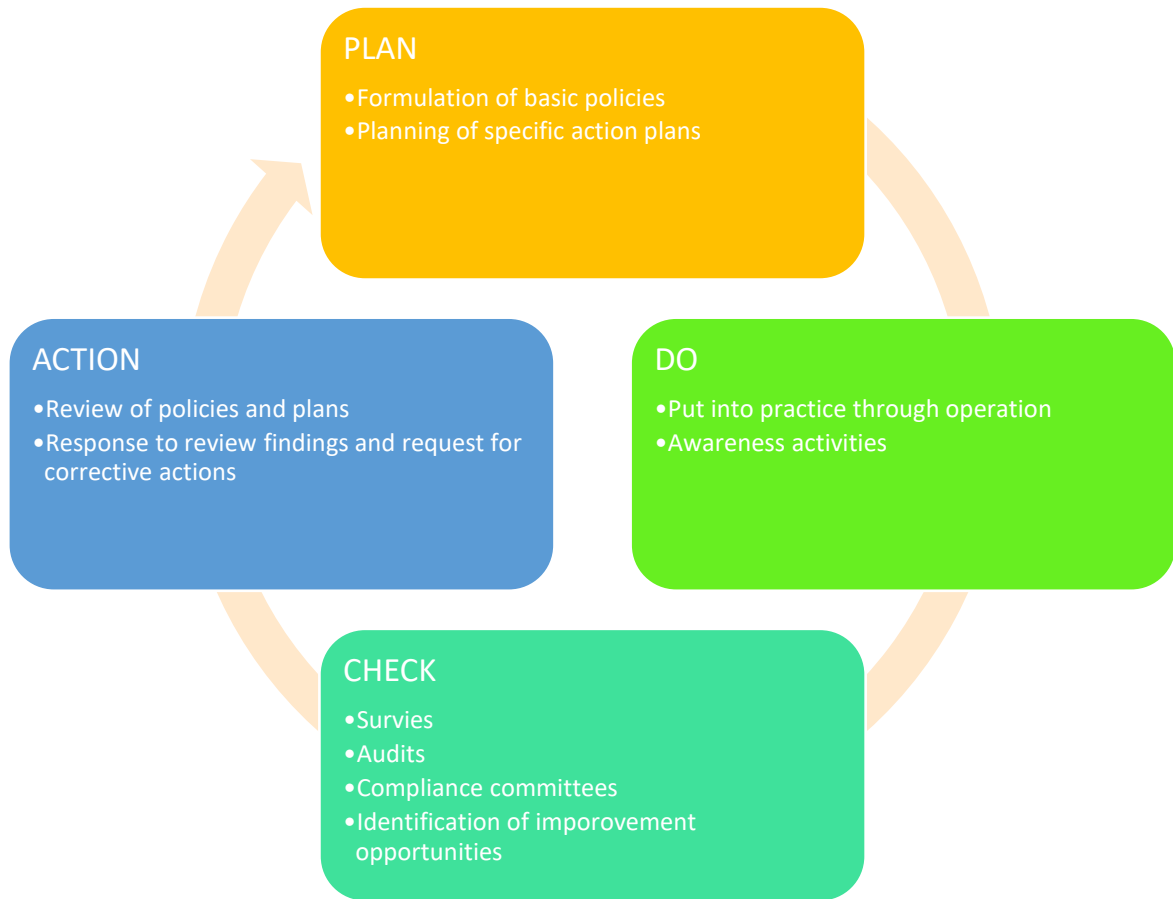 PLAN
•Formulation of basic policies
•Planning of specific action plans
DO
•Put into practice through operation
•Awareness activities
CHECK
•Survies
•Audits
•Compliance committees
•Identification of imporovement
opportunities
ACTION
•Review of policies and plans
•Response to review findings and request for
corrective actions